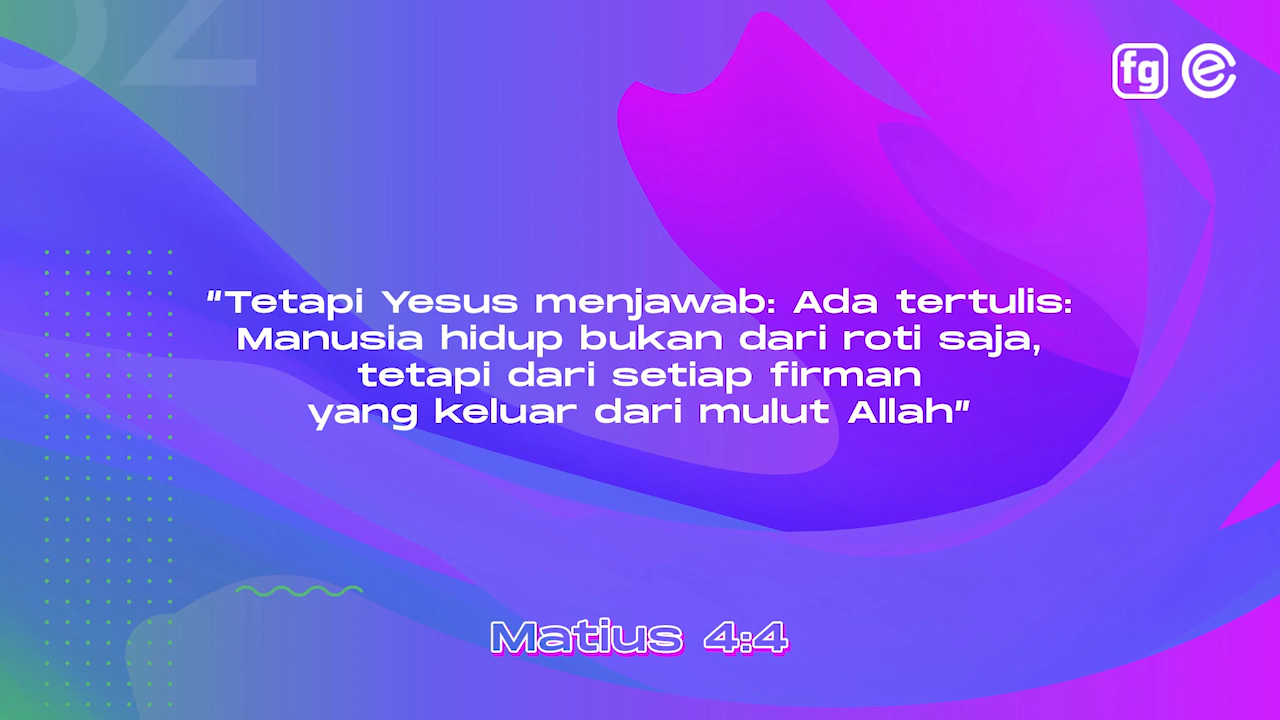 02
fg e
"Tetapi Yesus menjawab: Ada tertulis:
Manusia hidup bukan dari roti saja,
tetapi dari setiap firman
yang keluar dari mulut Allah"
Matius 4:4